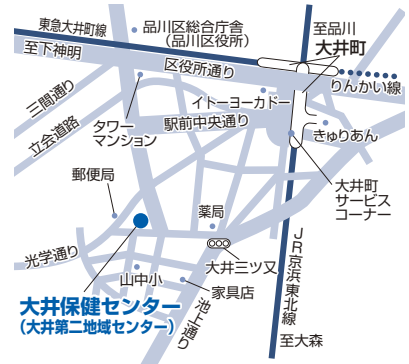 東急大井町線
至下神明
品川区総合庁舎
(品川区役所)
至品川
大井町
区役所通り
りんかい線
三間通り
立会道路
タワー
マンション
イトーヨーカドー
駅前中央通り
きゅりあん
郵便局
薬局
大井町
サービス
コーナー
光学通り
山中小
大井三ツ又
家具店
池上通り
JR京浜東北線
至大森
大井保健センター
(大井第二地域センター)